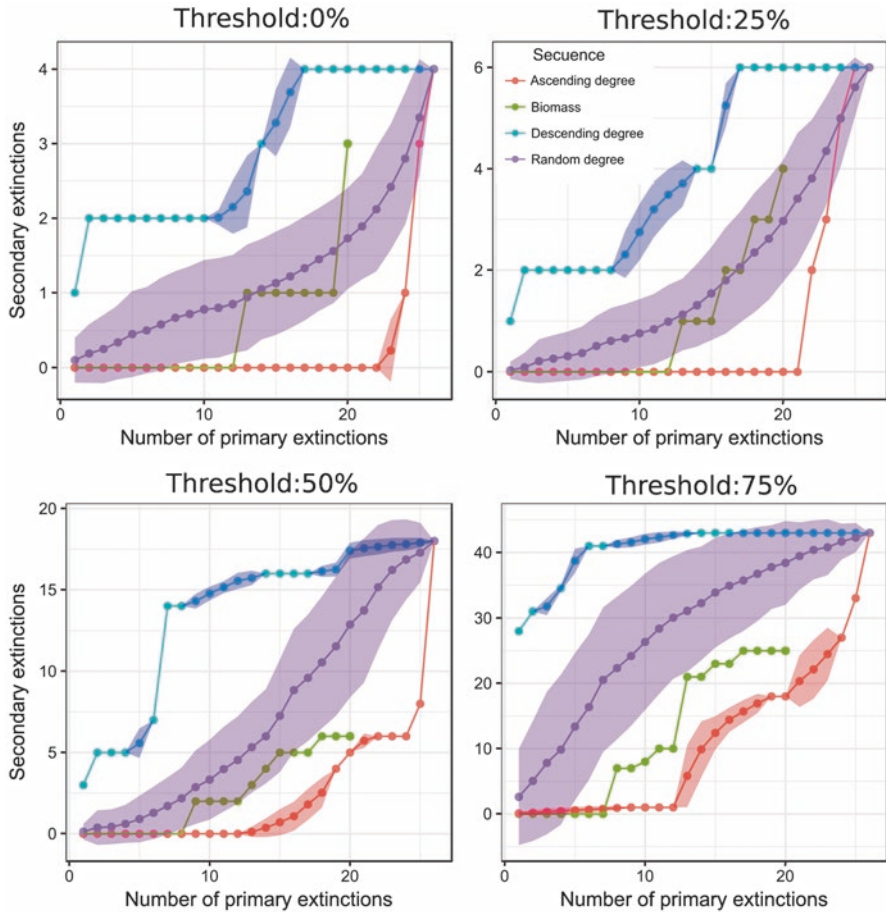 Threshold:0%
4
3
2
1
0
0
10
20
Secondary extinctions
Number of primary extinctions
Threshold:25%
6
4
2
0
0
10
20
Number of primary extinctions
Secuence
Ascending degree
Biomass
Descending degree
Random degree
Threshold:50%
20
15
10
5
0
0
10
20
Secondary extinctions
Number of primary extinctions
Threshold:75%
40
30
20
10
0
0
10
20
Number of primary extinctions